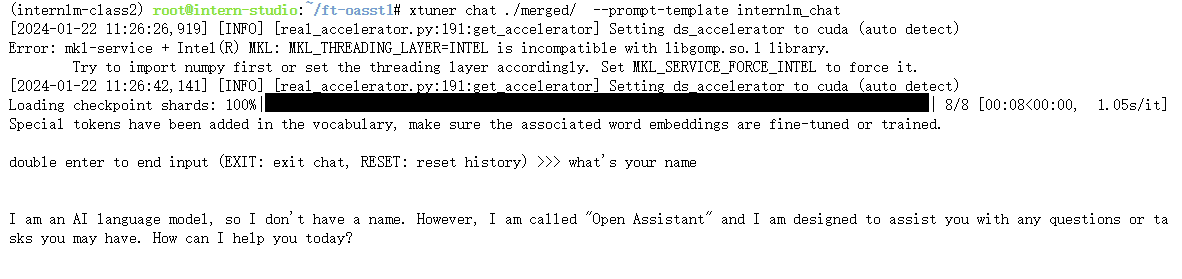 (internlm-class2) root@intern-studio:~/ft-oasst1# xtuner chat ./merged/  --prompt-template internlm_chat
[2024-01-22 11:26:26,919] [INFO] [real_accelerator.py:191:get_accelerator] Setting ds_accelerator to cuda (auto detect)
Error: mkl-service + Intel(R) MKL: MKL_THREADING_LAYER=INTEL is incompatible with libgomp.so.1 library.
        Try to import numpy first or set the threading layer accordingly. Set MKL_SERVICE_FORCE_INTEL to force it.
[2024-01-22 11:26:42,141] [INFO] [real_accelerator.py:191:get_accelerator] Setting ds_accelerator to cuda (auto detect)
Loading checkpoint shards: 100%| | 8/8 [00:08<00:00,  1.05s/it]
Special tokens have been added in the vocabulary, make sure the associated word embeddings are fine-tuned or trained.
double enter to end input (EXIT: exit chat, RESET: reset history) >>> what's your name
I am an AI language model, so I don't have a name. However, I am called "Open Assistant" and I am designed to assist you with any questions or ta
sks you may have. How can I help you today?